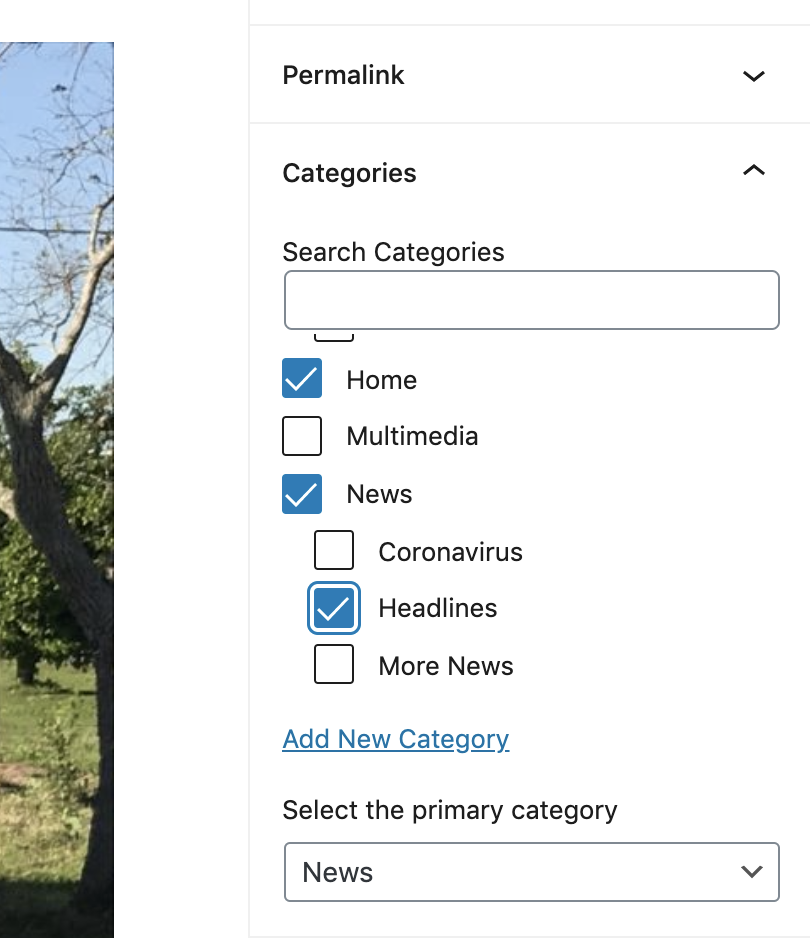 Permalink
Categories
Search Categories
Home
Multimedia
News
Coronavirus
Headlines
More News
Add New Category
Select the primary category
News